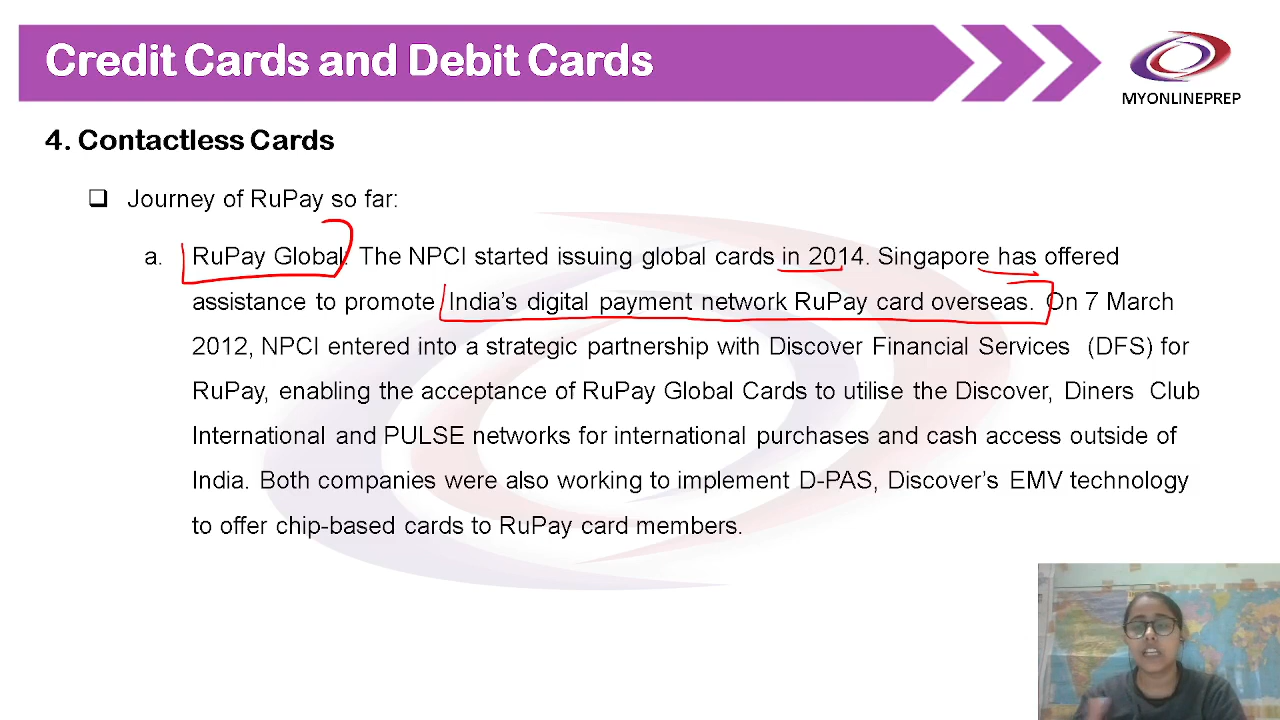 Credit Cards and Debit Cards
MYONLINEPREP
4. Contactless Cards
Journey of RuPay so far:
a. RuPay Global: The NPCI started issuing global cards in 2014. Singapore has offered
assistance to promote India’s digital payment network RuPay card overseas. On 7 March
2012, NPCI entered into a strategic partnership with Discover Financial Services (DFS) for
RuPay, enabling the acceptance of RuPay Global Cards to utilise the Discover, Diners Club
International and PULSE networks for international purchases and cash access outside of
India. Both companies were also working to implement D-PAS, Discover’s EMV technology
to offer chip-based cards to RuPay card members.